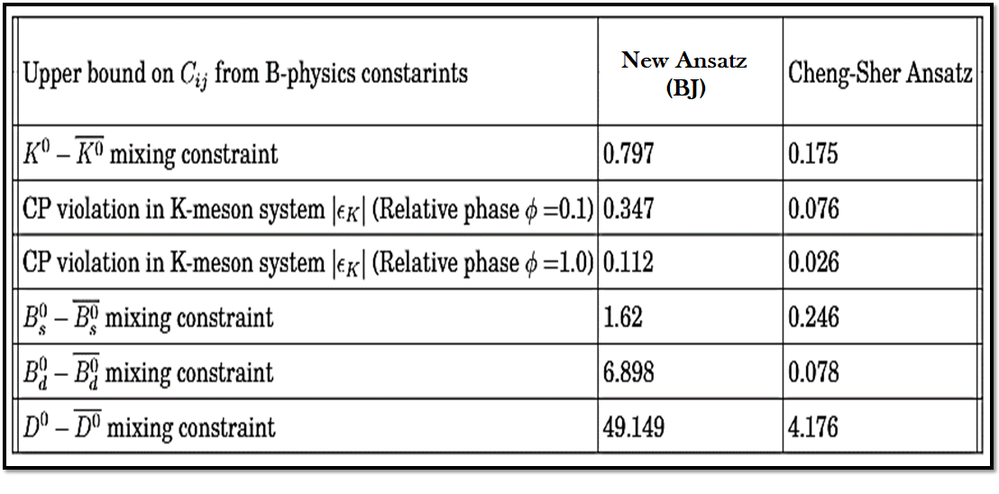 Upper bound on C_{ij} from B-physics constarints New Ansatz (BJ) Cheng-Sher Ansatz
K^0 – \overline{K^0} mixing constraint 0.797 0.175
CP violation in K-meson system |ϵ_K| (Relative phase ϕ =0.1) 0.347 0.076
CP violation in K-meson system |ϵ_K| (Relative phase ϕ =1.0) 0.112 0.026
B_s^0 – \overline{B_s^0} mixing constraint 1.62 0.246
B_d^0 – \overline{B_d^0} mixing constraint 6.898 0.078
D^0 – \overline{D^0} mixing constraint 49.149 4.176